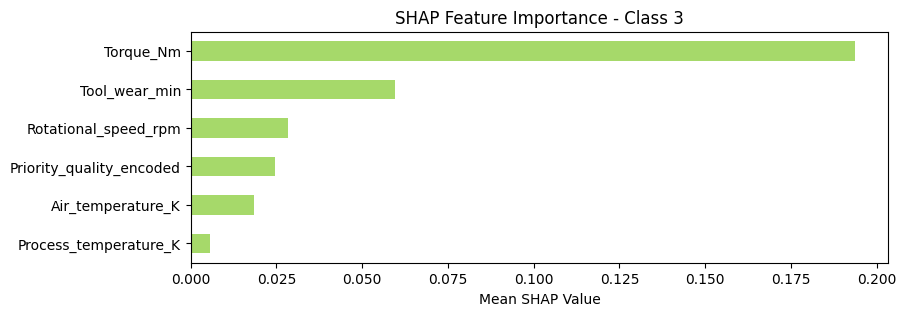 SHAP Feature Importance - Class 3
Torque_Nm
Tool_wear_min
Rotational_speed_rpm
Priority_quality_encoded
Air_temperature_K
Process_temperature_K
0.000 0.025 0.050 0.075 0.100 0.125 0.150 0.175 0.200
Mean SHAP Value